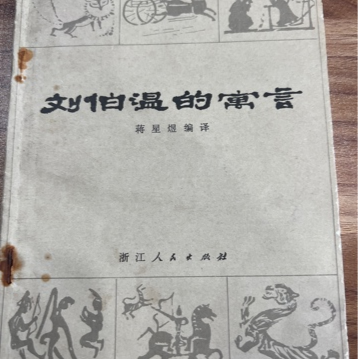 刘伯温的寓言
蒋星煜编译
浙江人民出版社